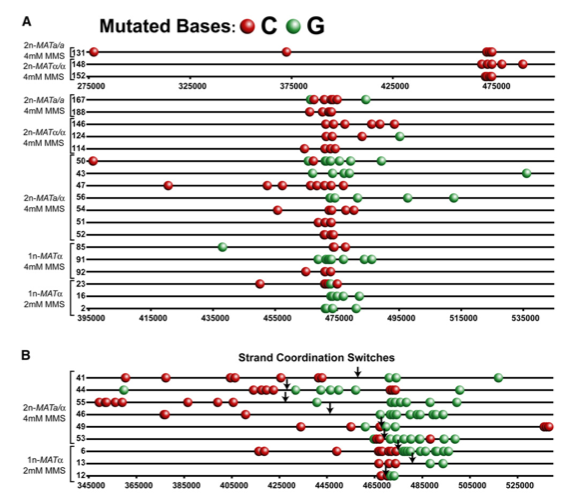 A
Mutated Bases: C G
2n-MATa/a
4mM MMS
131
2n-MATα/α
4mM MMS
148
152
275000 325000 375000 425000 475000
2n-MATa/a
4mM MMS
167
188
2n-MATα/α
4mM MMS
146
124
114
2n-MATa/α
4mM MMS
50
43
47
56
54
51
52
1n-MATα
4mM MMS
85
91
92
1n-MATα
2mM MMS
23
16
2
395000 415000 435000 455000 475000 495000 515000 535000
B
Strand Coordination Switches
2n-MATa/α
4mM MMS
41
44
55
46
49
53
1n-MATα
2mM MMS
6
13
12
345000 385000 405000 425000 445000 465000 485000 505000 525000